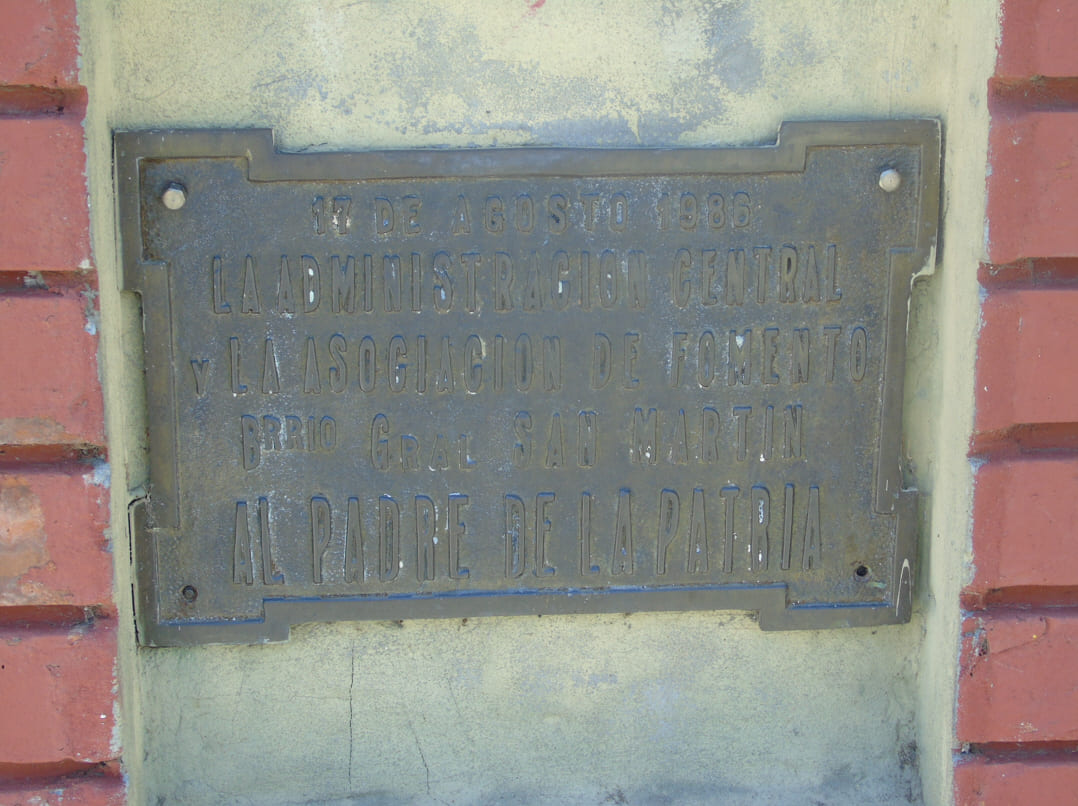 17 DE AGOSTO 1986
LA ADMINISTRACION CENTRAL
Y LA ASOCIACION DE FOMENTO
BRRIO GRAL SAN MARTIN
AL PADRE DE LA PATRIA